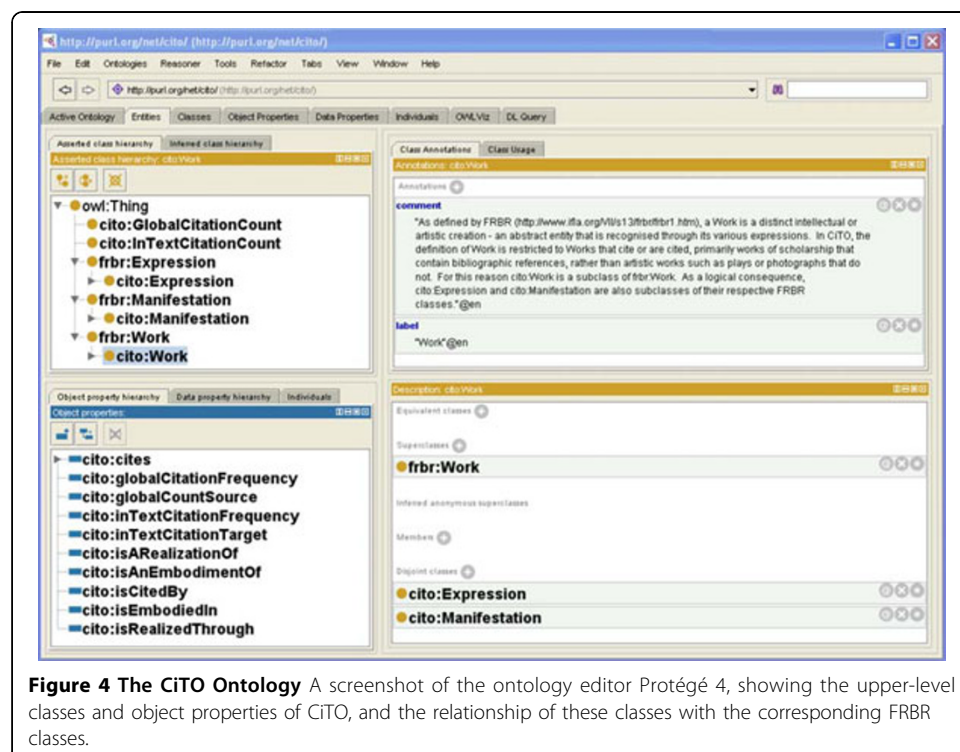 http://purl.org/net/cito/ (http://purl.org/net/cito/)
File Edit Ontologies Reasoner Tools Refactor Tabs View Window Help
http://purl.org/net/cito/ (http://purl.org/net/cito/)
Active Ontology Entities Classes Object Properties Data Properties Individuals OWLViz DL Query
Asserted class hierarchy Inferred class hierarchy
Asserted class hierarchy: cito:Work
owl:Thing
cito:GlobalCitationCount
cito:InTextCitationCount
frbr:Expression
cito:Expression
frbr:Manifestation
cito:Manifestation
frbr:Work
cito:Work
Class Annotations Class Usage
Annotations: cito:Work
Annotations
comment
"As defined by FRBR (http://www.ifla.org/VII/s13/frbr/frbr1.htm), a Work is a distinct intellectual or
artistic creation - an abstract entity that is recognised through its various expressions. In CiTO, the
definition of Work is restricted to Works that cite or are cited, primarily works of scholarship that
contain bibliographic references, rather than artistic works such as plays or photographs that do
not. For this reason cito:Work is a subclass of frbr:Work. As a logical consequence,
cito:Expression and cito:Manifestation are also subclasses of their respective FRBR
classes."@en
label
"Work"@en
Object property hierarchy Data property hierarchy Individuals
Object properties:
cito:cites
cito:globalCitationFrequency
cito:globalCountSource
cito:inTextCitationFrequency
cito:inTextCitationTarget
cito:isARealizationOf
cito:isAnEmbodimentOf
cito:isCitedBy
cito:isEmbodiedIn
cito:isRealizedThrough
Description: cito:Work
Equivalent classes
Superclasses
frbr:Work
Inferred anonymous superclasses
Members
Disjoint classes
cito:Expression
cito:Manifestation
Figure 4 The CiTO Ontology A screenshot of the ontology editor Protégé 4, showing the upper-level
classes and object properties of CiTO, and the relationship of these classes with the corresponding FRBR
classes.